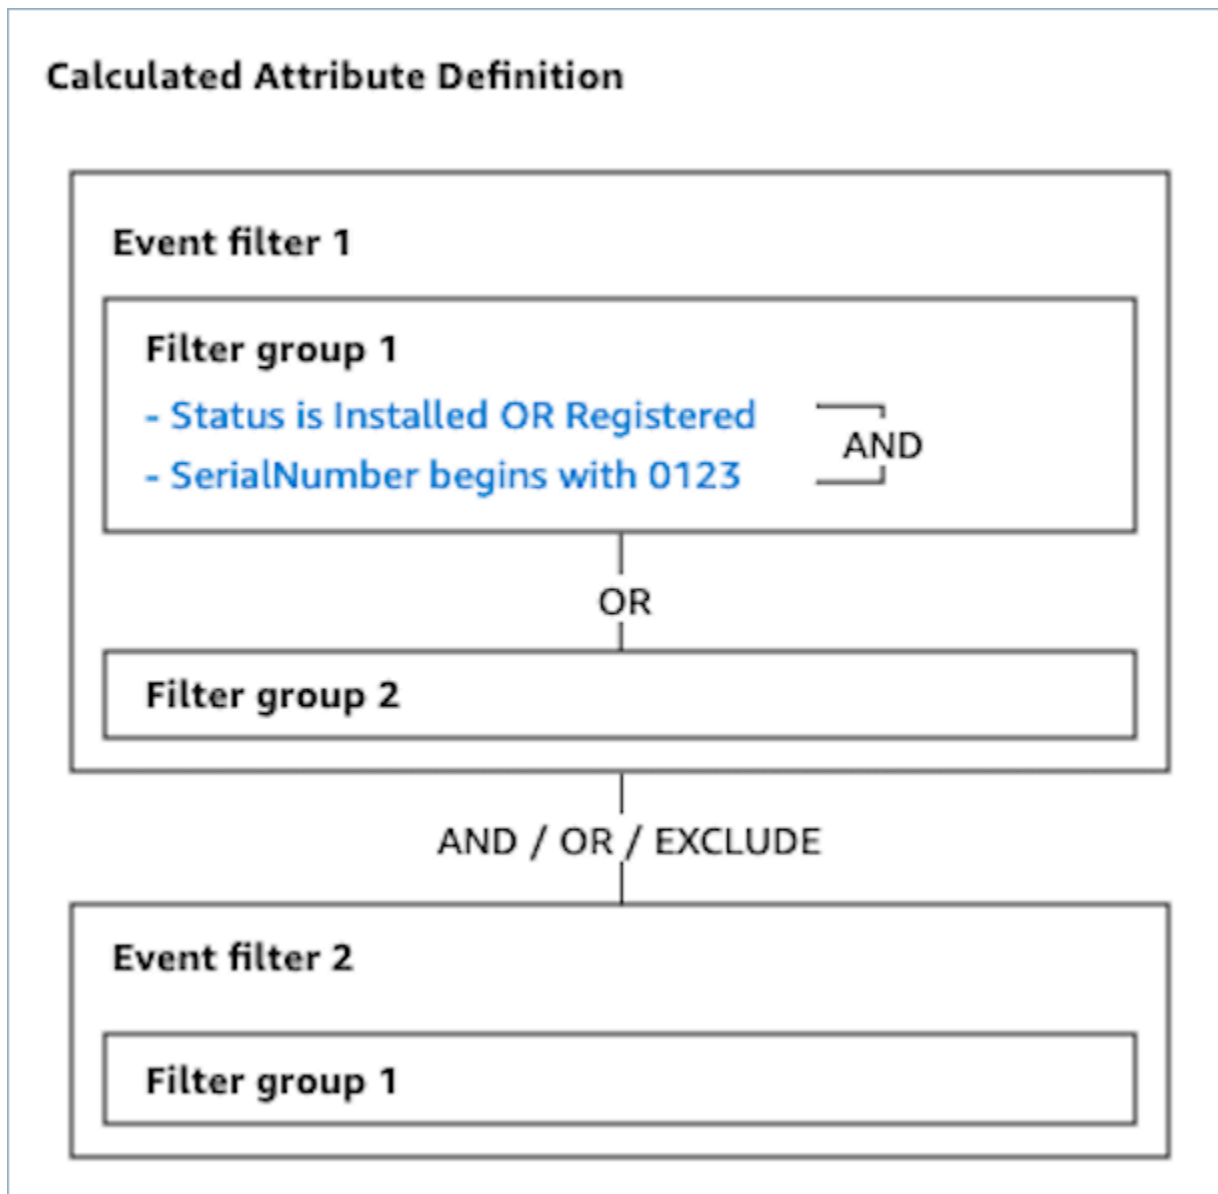 Calculated Attribute Definition
Event filter 1
Filter group 1
- Status is Installed OR Registered
AND
- SerialNumber begins with 0123
OR
Filter group 2
AND / OR / EXCLUDE
Event filter 2
Filter group 1